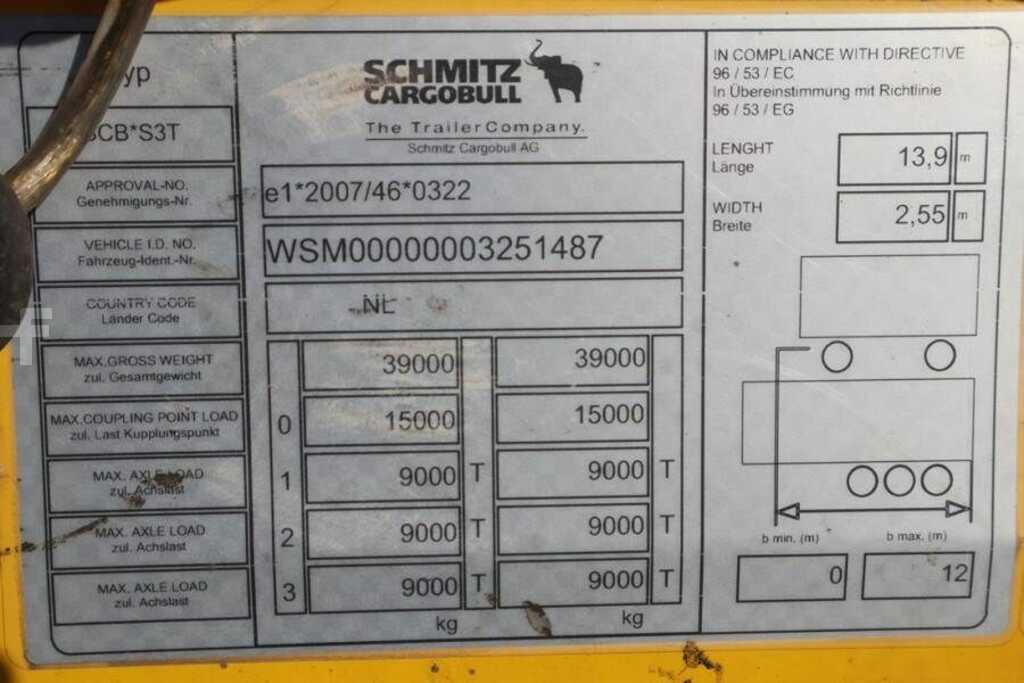 SCHMITZ
CARGOBULL
The TrailerCompany.
Schmitz Cargobull AG
CB*S3T
APPROVAL-NO.
Genehmigungs-Nr.
e1*2007/46*0322
VEHICLE I.D. NO.
Fahrzeug-Ident.-Nr.
WSM00000003251487
COUNTRY CODE
Länder Code
NL
MAX.GROSS WEIGHT
zul. Gesamtgewicht
39000
39000
MAX.COUPLING POINT LOAD
zul. Last Kupplungspunkt
0
15000
15000
MAX. AXLE LOAD
zul. Achslast
1
9000 T
9000 T
MAX. AXLE LOAD
zul. Achslast
2
9000 T
9000 T
MAX. AXLE LOAD
zul. Achslast
3
9000 T
9000 T
kg
kg
IN COMPLIANCE WITH DIRECTIVE
96 / 53 / EC
In Übereinstimmung mit Richtlinie
96 / 53 / EG
LENGHT
Länge
13,9 m
WIDTH
Breite
2,55 m
b min. (m)
b max. (m)
0
12